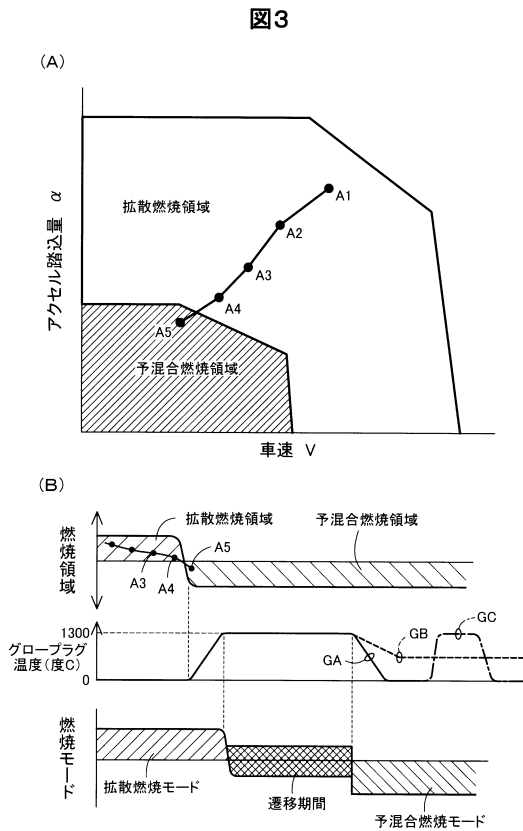 図3
(A)
アクセル踏込量 α
拡散燃焼領域
A1
A2
A3
A4
A5
予混合燃焼領域
車速 V
(B)
燃焼領域
拡散燃焼領域
予混合燃焼領域
A5
A3
A4
1300
グロープラグ
温度(度C)
0
GA
GB
GC
燃焼モード
拡散燃焼モード
遷移期間
予混合燃焼モード